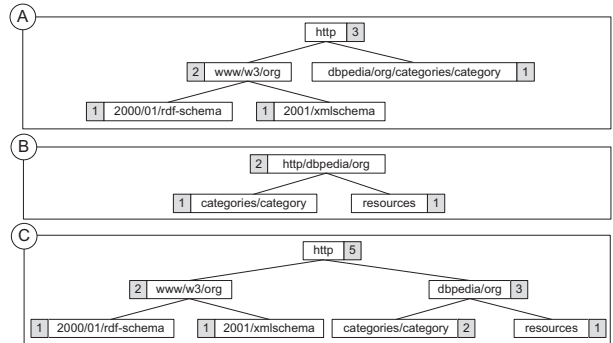 A
http 3
2 www/w3/org dbpedia/org/categories/category 1
1 2000/01/rdf-schema 1 2001/xmlschema
B
2 http/dbpedia/org
1 categories/category resources 1
C
http 5
2 www/w3/org dbpedia/org 3
1 2000/01/rdf-schema 1 2001/xmlschema categories/category 2 resources 1